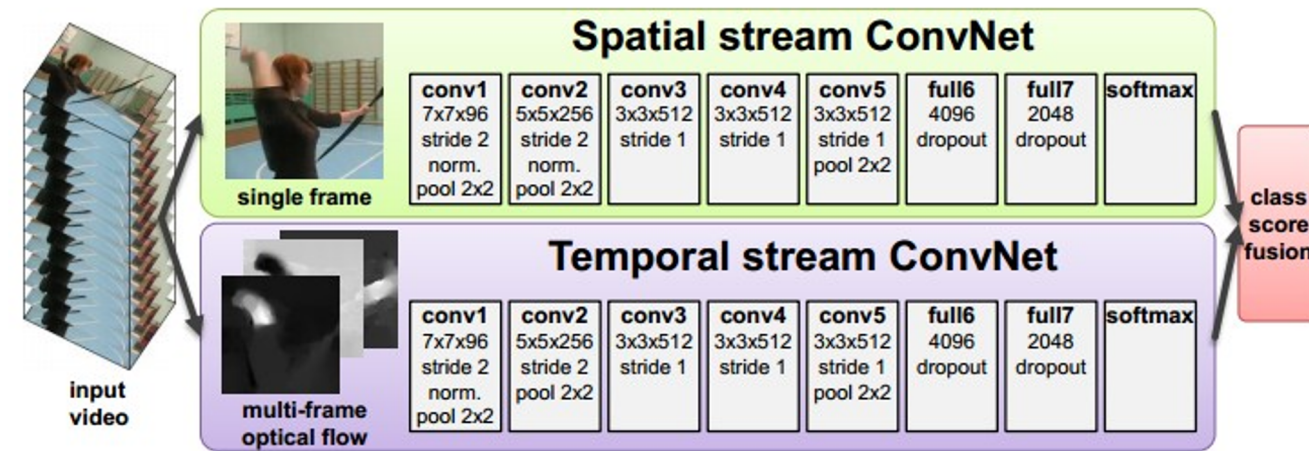 Spatial stream ConvNet
single frame
conv1
7x7x96
stride 2
norm.
pool 2x2
conv2
5x5x256
stride 2
norm.
pool 2x2
conv3
3x3x512
stride 1
conv4
3x3x512
stride 1
conv5
3x3x512
stride 1
pool 2x2
full6
4096
dropout
full7
2048
dropout
softmax
input
video
Temporal stream ConvNet
multi-frame
optical flow
conv1
7x7x96
stride 2
norm.
pool 2x2
conv2
5x5x256
stride 2
pool 2x2
conv3
3x3x512
stride 1
conv4
3x3x512
stride 1
conv5
3x3x512
stride 1
pool 2x2
full6
4096
dropout
full7
2048
dropout
softmax
class
score
fusion